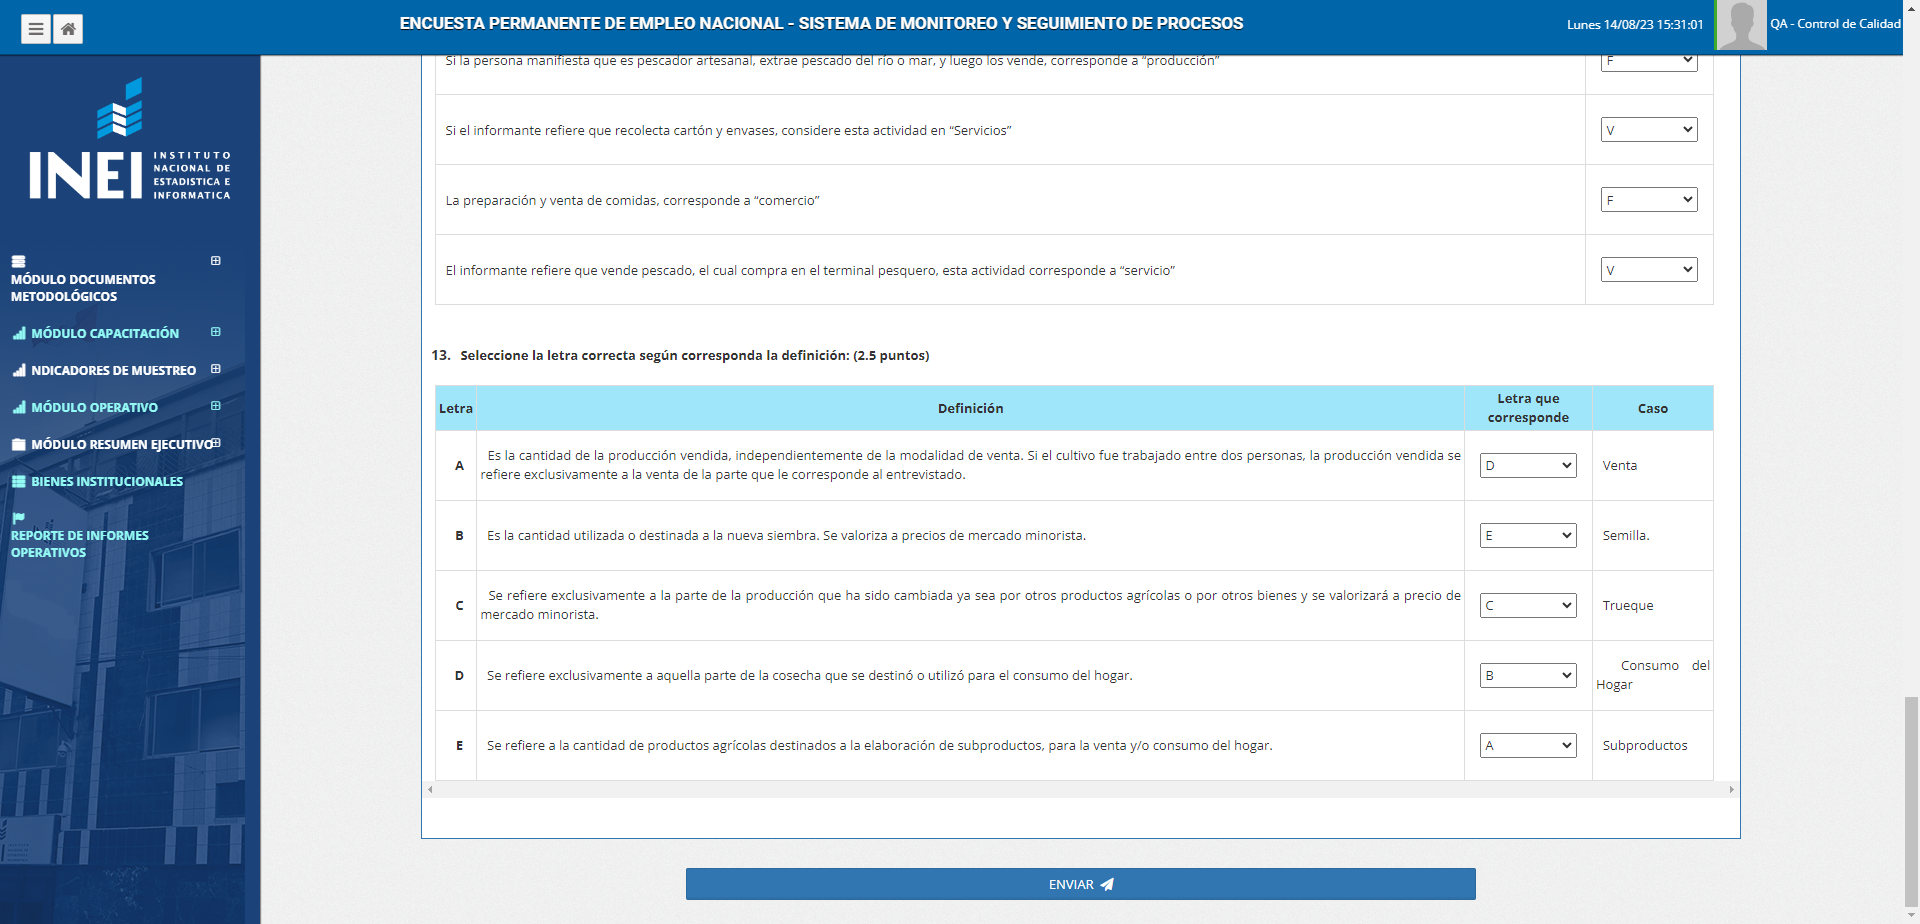 ENCUESTA PERMANENTE DE EMPLEO NACIONAL - SISTEMA DE MONITOREO Y SEGUIMIENTO DE PROCESOS
Lunes 14/08/23 15:31:01
QA - Control de Calidad
INEI
INSTITUTO
NACIONAL DE
ESTADISTICA E
INFORMATICA
MÓDULO DOCUMENTOS
METODOLÓGICOS
MÓDULO CAPACITACIÓN
NDICADORES DE MUESTREO
MÓDULO OPERATIVO
MÓDULO RESUMEN EJECUTIVO
BIENES INSTITUCIONALES
REPORTE DE INFORMES
OPERATIVOS
Si la persona manifiesta que es pescador artesanal, extrae pescado del río o mar, y luego los vende, corresponde a “producción”
F
Si el informante refiere que recolecta cartón y envases, considere esta actividad en “Servicios”
V
La preparación y venta de comidas, corresponde a “comercio”
F
El informante refiere que vende pescado, el cual compra en el terminal pesquero, esta actividad corresponde a “servicio”
V
13. Seleccione la letra correcta según corresponda la definición: (2.5 puntos)
Letra
Definición
Letra que
corresponde
Caso
A
Es la cantidad de la producción vendida, independientemente de la modalidad de venta. Si el cultivo fue trabajado entre dos personas, la producción vendida se
refiere exclusivamente a la venta de la parte que le corresponde al entrevistado.
D
Venta
B
Es la cantidad utilizada o destinada a la nueva siembra. Se valoriza a precios de mercado minorista.
E
Semilla.
C
Se refiere exclusivamente a la parte de la producción que ha sido cambiada ya sea por otros productos agrícolas o por otros bienes y se valorizará a precio de
mercado minorista.
C
Trueque
D
Se refiere exclusivamente a aquella parte de la cosecha que se destinó o utilizó para el consumo del hogar.
B
Consumo del
Hogar
E
Se refiere a la cantidad de productos agrícolas destinados a la elaboración de subproductos, para la venta y/o consumo del hogar.
A
Subproductos
ENVIAR